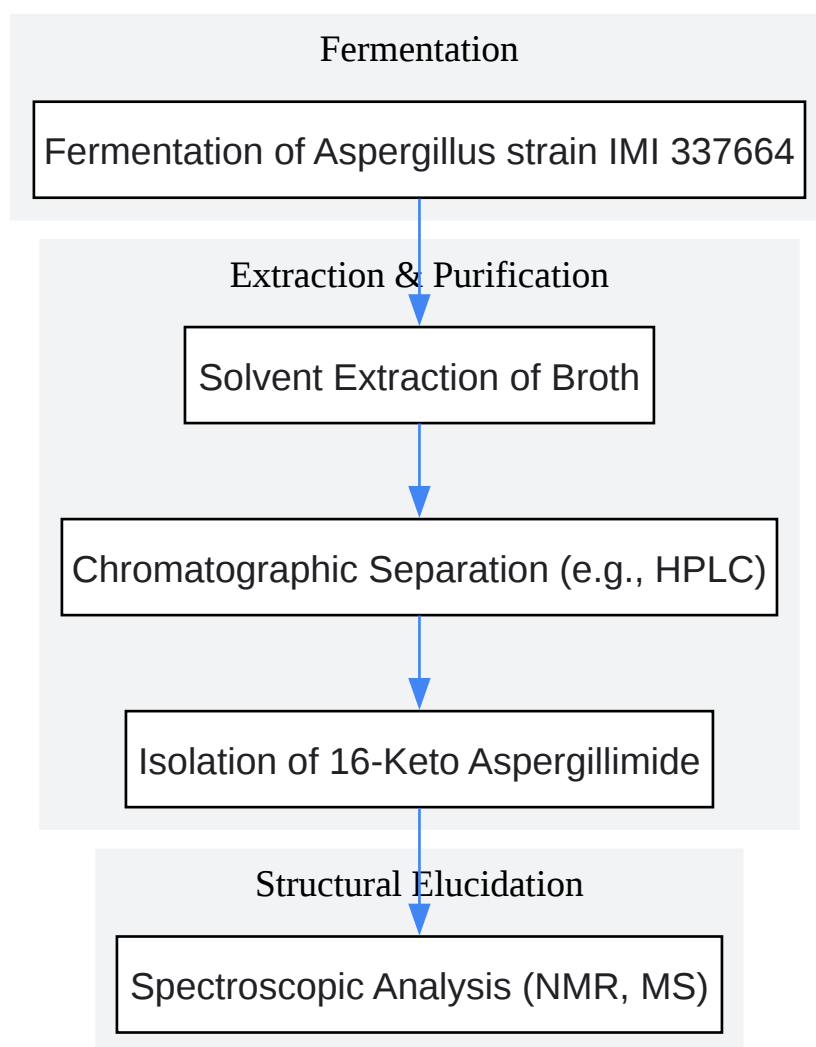 Fermentation
Fermentation of Aspergillus strain IMI 337664
Extraction & Purification
Solvent Extraction of Broth
Chromatographic Separation (e.g., HPLC)
Isolation of 16-Keto Aspergillimide
Structural Elucidation
Spectroscopic Analysis (NMR, MS)